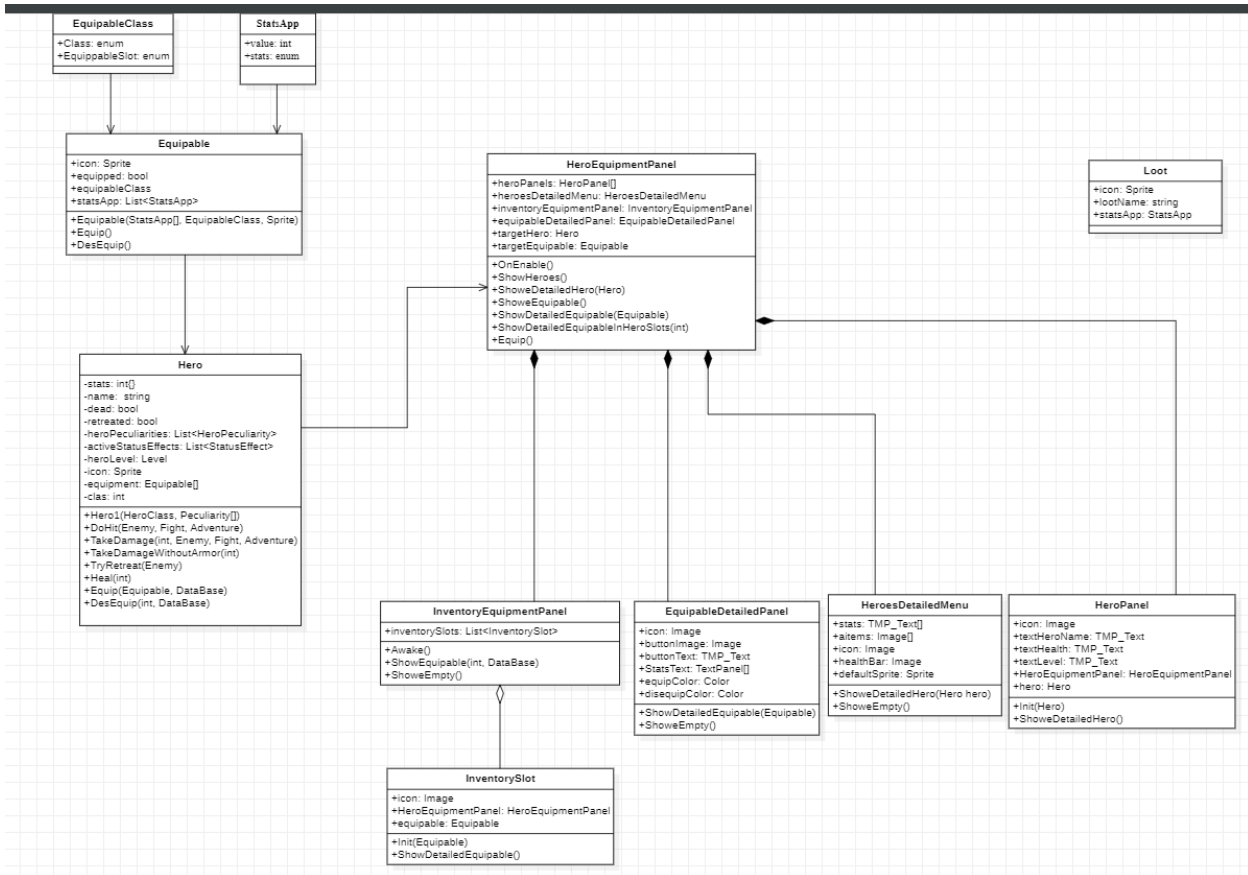 EquipableClass
+Class: enum
+EquippableSlot: enum
StatsApp
+value: int
+stats: enum
Equipable
+icon: Sprite
+equipped: bool
+equipableClass
+statsApp: List<StatsApp>
+Equipable(StatsApp[], EquipableClass, Sprite)
+Equip()
+DesEquip()
HeroEquipmentPanel
+heroPanels: HeroPanel[]
+heroesDetailedMenu: HeroesDetailedMenu
+inventoryEquipmentPanel: InventoryEquipmentPanel
+equipableDetailedPanel: EquipableDetailedPanel
+targetHero: Hero
+targetEquipable: Equipable
+OnEnable()
+ShowHeroes()
+ShoweDetailedHero(Hero)
+ShoweEquipable()
+ShowDetailedEquipable(Equipable)
+ShowDetailedEquipableInHeroSlots(int)
+Equip()
Loot
+icon: Sprite
+lootName: string
+statsApp: StatsApp
Hero
-stats: int[]
-name: string
-dead: bool
-retreated: bool
-heroPeculiarities: List<HeroPeculiarity>
-activeStatusEffects: List<StatusEffect>
-heroLevel: Level
-icon: Sprite
-equipment: Equipable[]
-clas: int
+Hero1(HeroClass, Peculiarity[])
+DoHit(Enemy, Fight, Adventure)
+TakeDamage(int, Enemy, Fight, Adventure)
+TakeDamageWithoutArmor(int)
+TryRetreat(Enemy)
+Heal(int)
+Equip(Equipable, DataBase)
+DesEquip(int, DataBase)
InventoryEquipmentPanel
+inventorySlots: List<InventorySlot>
+Awake()
+ShowEquipable(int, DataBase)
+ShoweEmpty()
EquipableDetailedPanel
+icon: Image
+buttonImage: Image
+buttonText: TMP_Text
+StatsText: TextPanel[]
+equipColor: Color
+disequipColor: Color
+ShowDetailedEquipable(Equipable)
+ShoweEmpty()
HeroesDetailedMenu
+stats: TMP_Text[]
+aitems: Image[]
+icon: Image
+healthBar: Image
+defaultSprite: Sprite
+ShoweDetailedHero(Hero hero)
+ShoweEmpty()
HeroPanel
+icon: Image
+textHeroName: TMP_Text
+textHealth: TMP_Text
+textLevel: TMP_Text
+HeroEquipmentPanel: HeroEquipmentPanel
+hero: Hero
+Init(Hero)
+ShoweDetailedHero()
InventorySlot
+icon: Image
+HeroEquipmentPanel: HeroEquipmentPanel
+equipable: Equipable
+Init(Equipable)
+ShowDetailedEquipable()